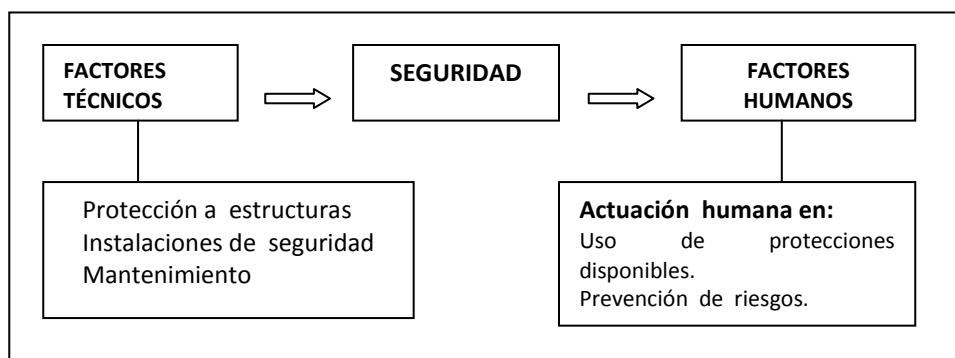 FACTORES
TÉCNICOS
SEGURIDAD
FACTORES
HUMANOS
Protección a estructuras
Instalaciones de seguridad
Mantenimiento
Actuación humana en:
Uso de protecciones
disponibles.
Prevención de riesgos.